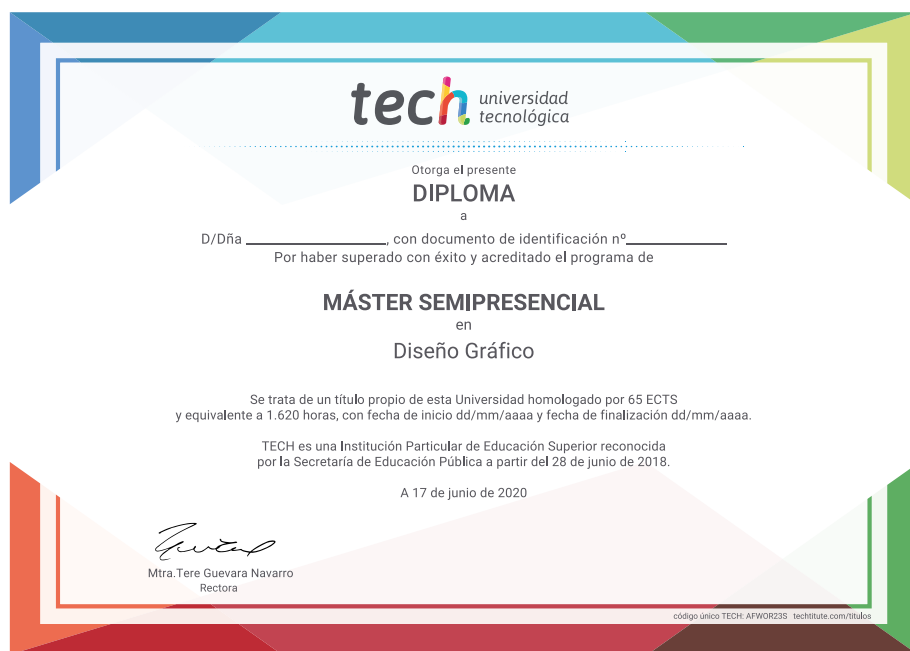 tech universidad
tecnológica
Otorga el presente
DIPLOMA
a
D/Dña ________________, con documento de identificación nº____________
Por haber superado con éxito y acreditado el programa de
MÁSTER SEMIPRESENCIAL
en
Diseño Gráfico
Se trata de un título propio de esta Universidad homologado por 65 ECTS
y equivalente a 1.620 horas, con fecha de inicio dd/mm/aaaa y fecha de finalización dd/mm/aaaa.
TECH es una Institución Particular de Educación Superior reconocida
por la Secretaría de Educación Pública a partir del 28 de junio de 2018.
A 17 de junio de 2020
Mtra.Tere Guevara Navarro
Rectora
código único TECH: AFWOR23S techtitute.com/titulos